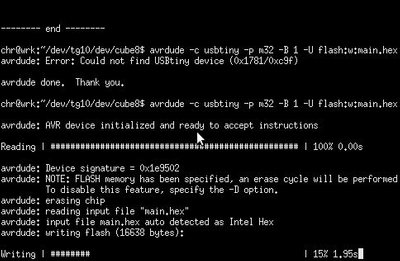 -------- end --------
chr@wrk:~/dev/tg10/dev/cube8$ avrdude -c usbtiny -p m32 -B 1 -U flash:w:main.hex
avrdude: Error: Could not find USBtiny device (0x1781/0xc9f)
avrdude done.  Thank you.
chr@wrk:~/dev/tg10/dev/cube8$ avrdude -c usbtiny -p m32 -B 1 -U flash:w:main.hex
avrdude: AVR device initialized and ready to accept instructions
Reading | ################################################## | 100% 0.00s
avrdude: Device signature = 0x1e9502
avrdude: NOTE: FLASH memory has been specified, an erase cycle will be performed
To disable this feature, specify the -D option.
avrdude: erasing chip
avrdude: reading input file "main.hex"
avrdude: input file main.hex auto detected as Intel Hex
avrdude: writing flash (16638 bytes):
Writing | ######## | 15% 1.95s